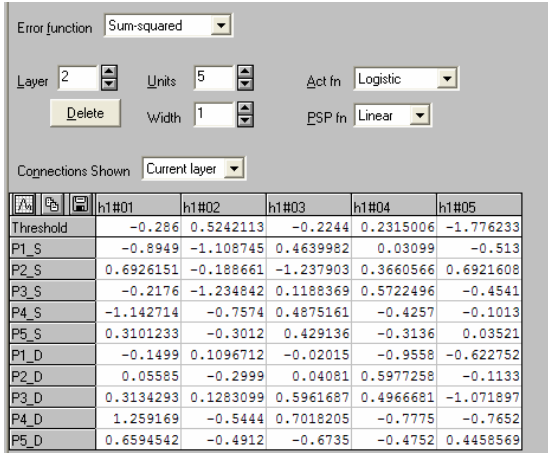 Error function Sum-squared
Layer 2 Units 5 Act fn Logistic
Delete Width 1 PSP fn Linear
Connections Shown Current layer
h1#01 h1#02 h1#03 h1#04 h1#05
Threshold -0.286 0.5242113 -0.2244 0.2315006 -1.776233
P1_S -0.8949 -1.108745 0.4639982 0.03099 -0.513
P2_S 0.6926151 -0.188661 -1.237903 0.3660566 0.6921608
P3_S -0.2176 -1.234842 0.1188369 0.5722496 -0.4541
P4_S -1.142714 -0.7574 0.4875161 -0.4257 -0.1013
P5_S 0.3101233 -0.3012 0.429136 -0.3136 0.03521
P1_D -0.1499 0.1096712 -0.02015 -0.9558 -0.622752
P2_D 0.05585 -0.2999 0.04081 0.5977258 -0.1133
P3_D 0.3134293 0.1283099 0.5961687 0.4966681 -1.071897
P4_D 1.259169 -0.5444 0.7018205 -0.7775 -0.7652
P5_D 0.6594542 -0.4912 -0.6735 -0.4752 0.4458569